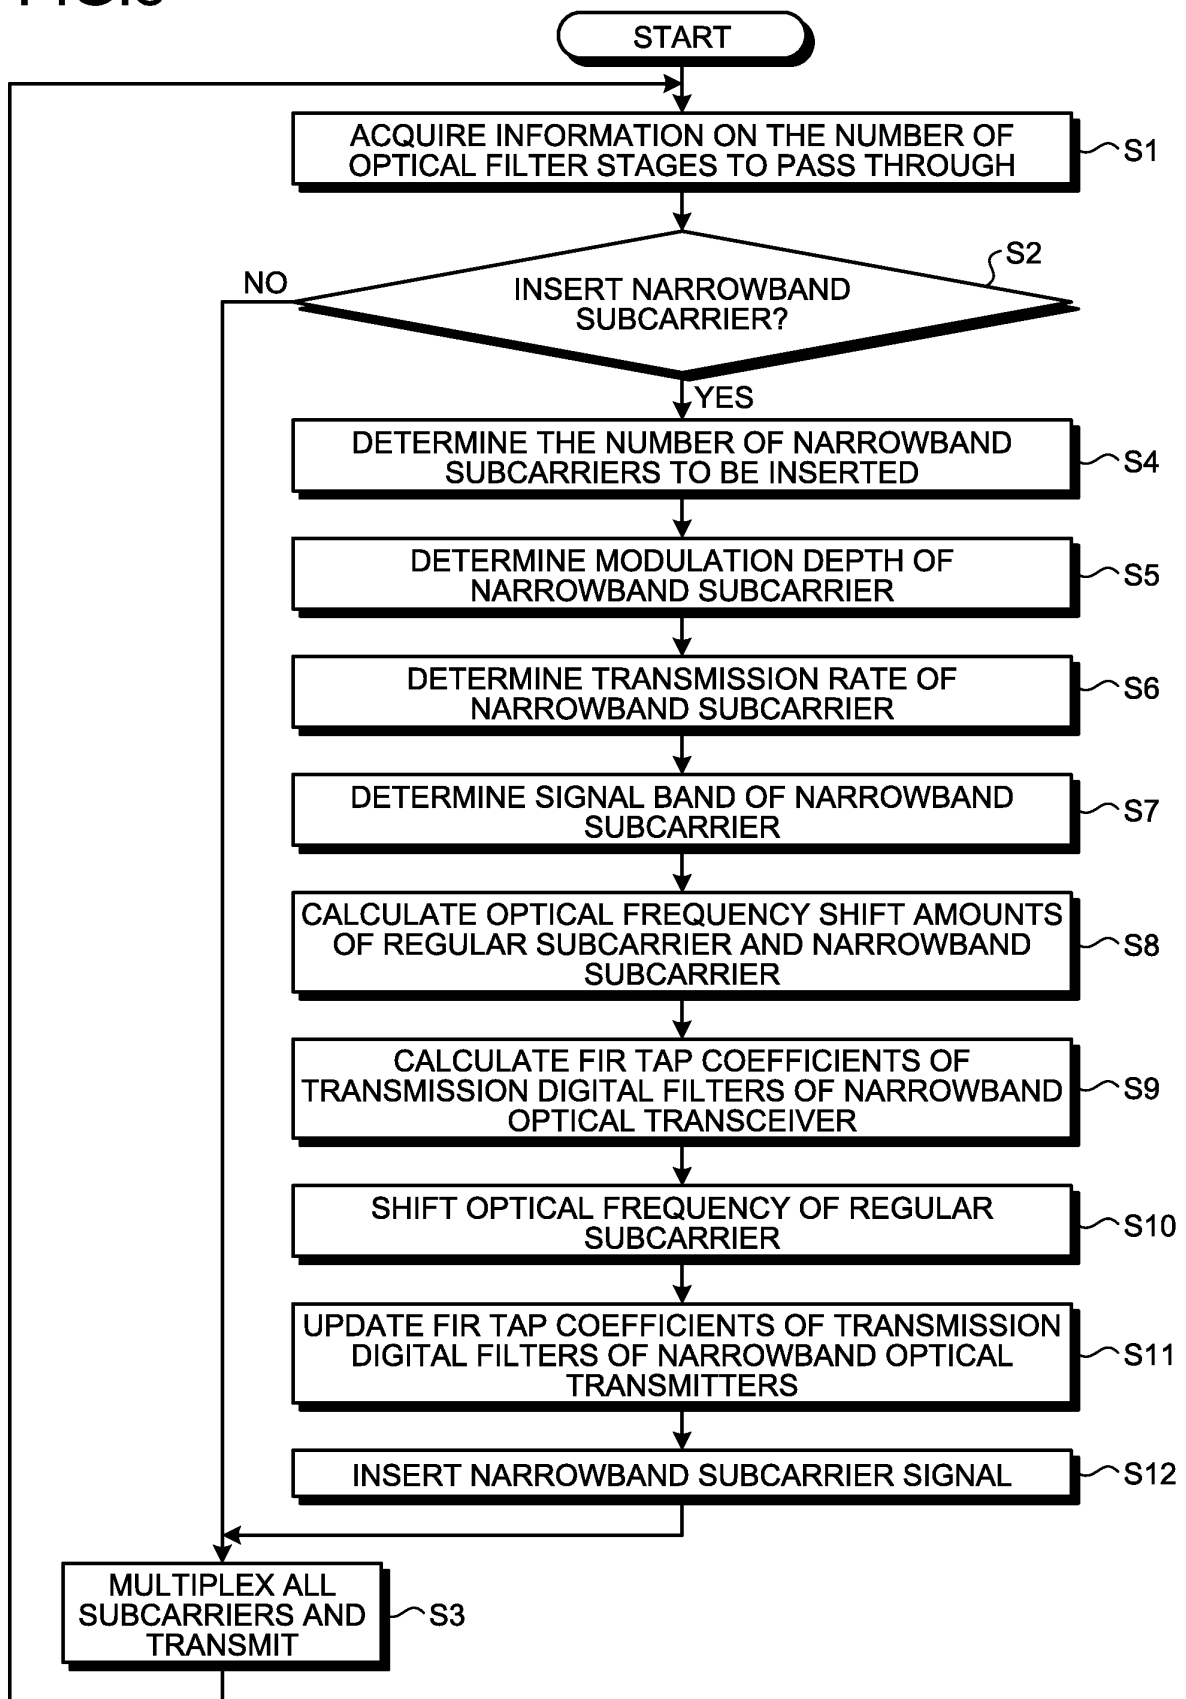 START
ACQUIRE INFORMATION ON THE NUMBER OF
OPTICAL FILTER STAGES TO PASS THROUGH
S1
S2
NO
INSERT NARROWBAND
SUBCARRIER?
YES
DETERMINE THE NUMBER OF NARROWBAND
SUBCARRIERS TO BE INSERTED
S4
DETERMINE MODULATION DEPTH OF
NARROWBAND SUBCARRIER
S5
DETERMINE TRANSMISSION RATE OF
NARROWBAND SUBCARRIER
S6
DETERMINE SIGNAL BAND OF NARROWBAND
SUBCARRIER
S7
CALCULATE OPTICAL FREQUENCY SHIFT AMOUNTS
OF REGULAR SUBCARRIER AND NARROWBAND
SUBCARRIER
S8
CALCULATE FIR TAP COEFFICIENTS OF
TRANSMISSION DIGITAL FILTERS OF NARROWBAND
OPTICAL TRANSCEIVER
S9
SHIFT OPTICAL FREQUENCY OF REGULAR
SUBCARRIER
S10
UPDATE FIR TAP COEFFICIENTS OF TRANSMISSION
DIGITAL FILTERS OF NARROWBAND OPTICAL
TRANSMITTERS
S11
INSERT NARROWBAND SUBCARRIER SIGNAL
S12
MULTIPLEX ALL
SUBCARRIERS AND
TRANSMIT
S3